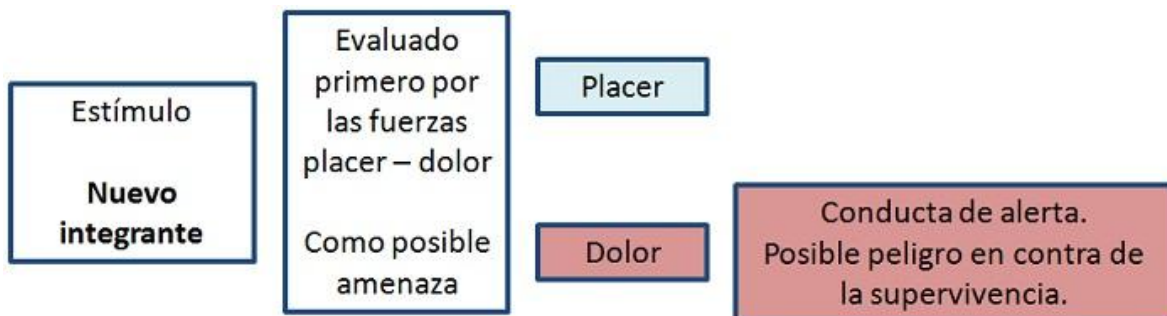 Estímulo
Nuevo
integrante
Evaluado
primero por
las fuerzas
placer – dolor
Como posible
amenaza
Placer
Dolor
Conducta de alerta.
Posible peligro en contra de
la supervivencia.